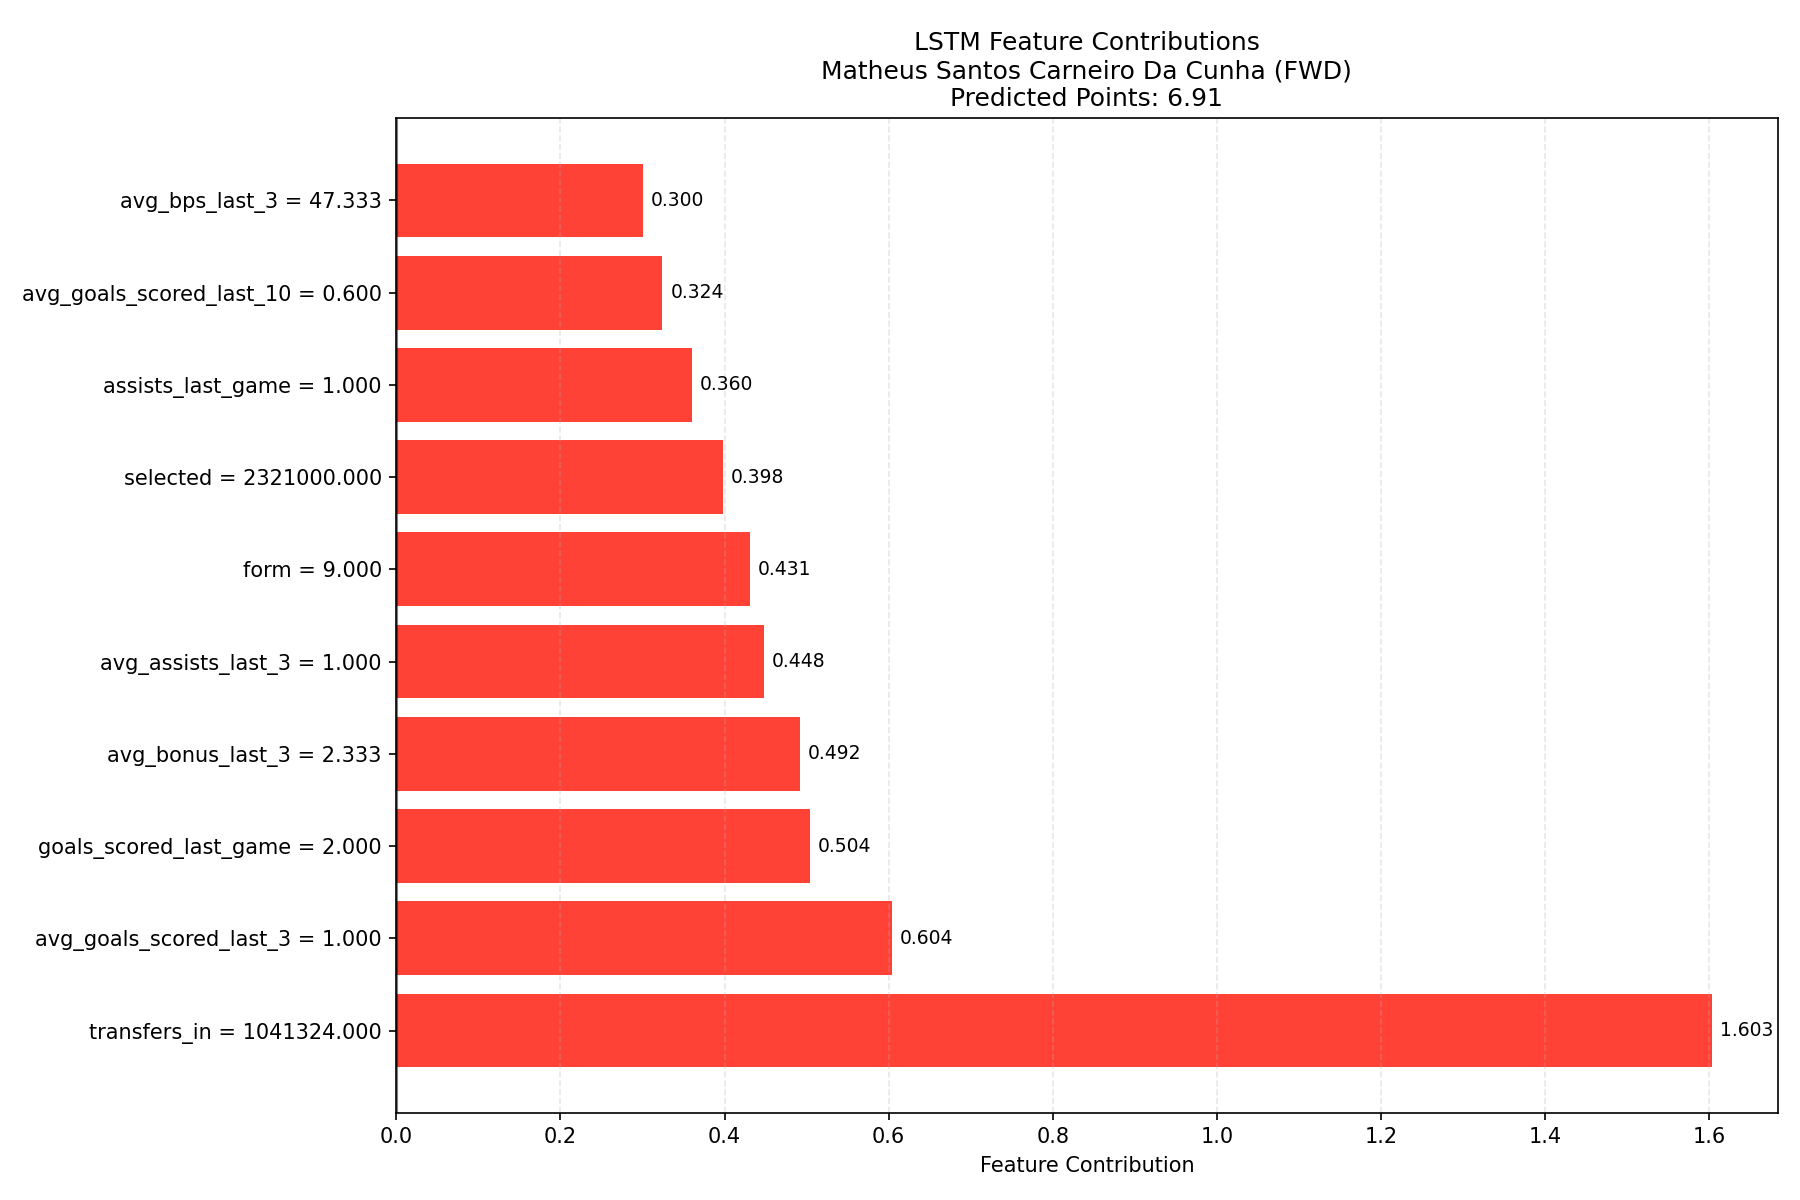 LSTM Feature Contributions
Matheus Santos Carneiro Da Cunha (FWD)
Predicted Points: 6.91
avg_bps_last_3 = 47.333 0.300
avg_goals_scored_last_10 = 0.600 0.324
assists_last_game = 1.000 0.360
selected = 2321000.000 0.398
form = 9.000 0.431
avg_assists_last_3 = 1.000 0.448
avg_bonus_last_3 = 2.333 0.492
goals_scored_last_game = 2.000 0.504
avg_goals_scored_last_3 = 1.000 0.604
transfers_in = 1041324.000 1.603
0.0 0.2 0.4 0.6 0.8 1.0 1.2 1.4 1.6
Feature Contribution